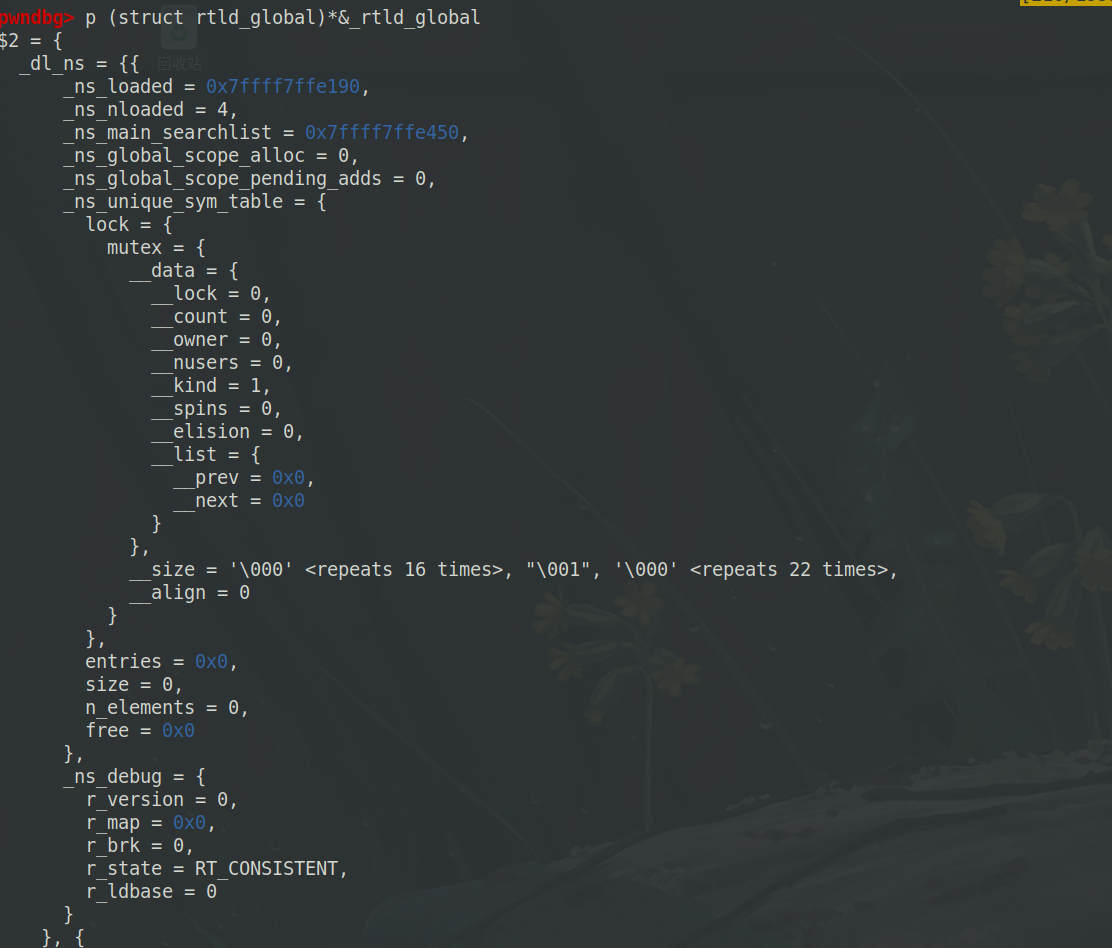 pwndbg> p (struct rtld_global)*&_rtld_global
$2 = {
  _dl_ns = {{
      _ns_loaded = 0x7ffff7ffe190,
      _ns_nloaded = 4,
      _ns_main_searchlist = 0x7ffff7ffe450,
      _ns_global_scope_alloc = 0,
      _ns_global_scope_pending_adds = 0,
      _ns_unique_sym_table = {
        lock = {
          mutex = {
            __data = {
              __lock = 0,
              __count = 0,
              __owner = 0,
              __nusers = 0,
              __kind = 1,
              __spins = 0,
              __elision = 0,
              __list = {
                __prev = 0x0,
                __next = 0x0
              }
            },
            __size = '\000' <repeats 16 times>, "\001", '\000' <repeats 22 times>,
            __align = 0
          }
        },
        entries = 0x0,
        size = 0,
        n_elements = 0,
        free = 0x0
      },
      _ns_debug = {
        r_version = 0,
        r_map = 0x0,
        r_brk = 0,
        r_state = RT_CONSISTENT,
        r_ldbase = 0
      }
    }, {
回收站